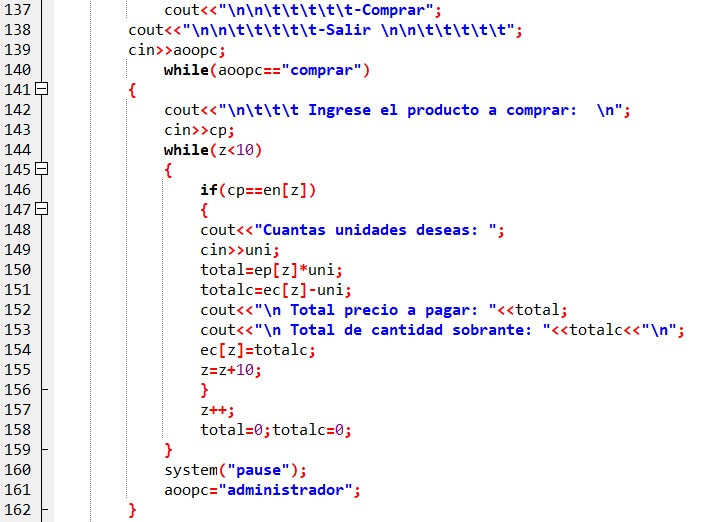 137 cout<<"\n\n\t\t\t\t\t-Comprar";
138 cout<<"\n\n\t\t\t\t\t-Salir \n\n\t\t\t\t\t";
139 cin>>aoopc;
140 while(aoopc=="comprar")
141 {
142 cout<<"\n\t\t\t Ingrese el producto a comprar:  \n";
143 cin>>cp;
144 while(z<10)
145 {
146 if(cp==en[z])
147 {
148 cout<<"Cuantas unidades deseas: ";
149 cin>>uni;
150 total=ep[z]*uni;
151 totalc=ec[z]-uni;
152 cout<<"\n Total precio a pagar: "<<total;
153 cout<<"\n Total de cantidad sobrante: "<<totalc<<"\n";
154 ec[z]=totalc;
155 z=z+10;
156 }
157 z++;
158 total=0;totalc=0;
159 }
160 system("pause");
161 aoopc="administrador";
162 }